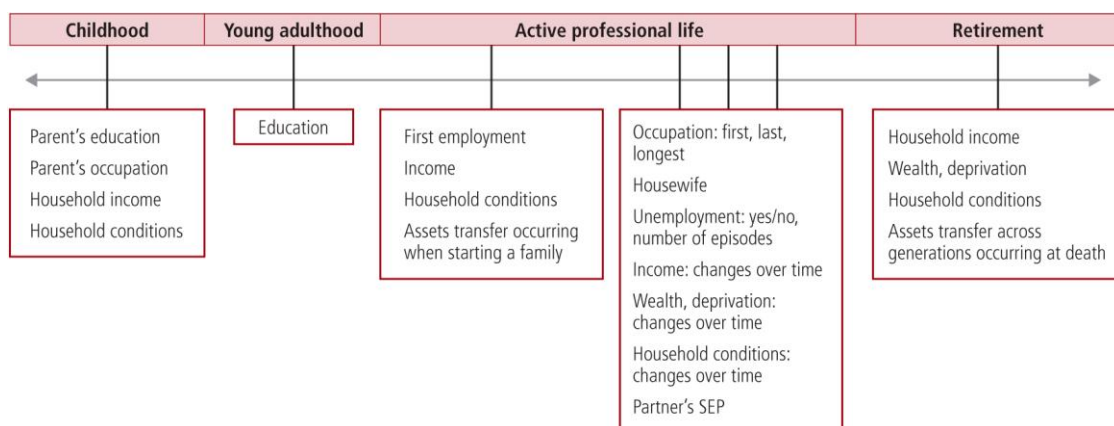 Childhood
Young adulthood
Active professional life
Retirement
Parent's education
Parent's occupation
Household income
Household conditions
Education
First employment
Income
Household conditions
Assets transfer occurring
when starting a family
Occupation: first, last,
longest
Housewife
Unemployment: yes/no,
number of episodes
Income: changes over time
Wealth, deprivation:
changes over time
Household conditions:
changes over time
Partner's SEP
Household income
Wealth, deprivation
Household conditions
Assets transfer across
generations occurring at death